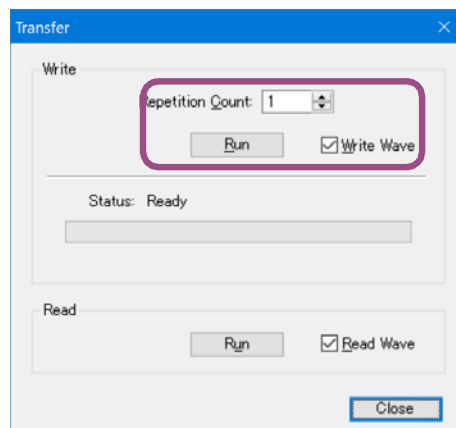 Transfer
Write
Repetition Count: 1
Run Write Wave
Status: Ready
Read
Run Read Wave
Close